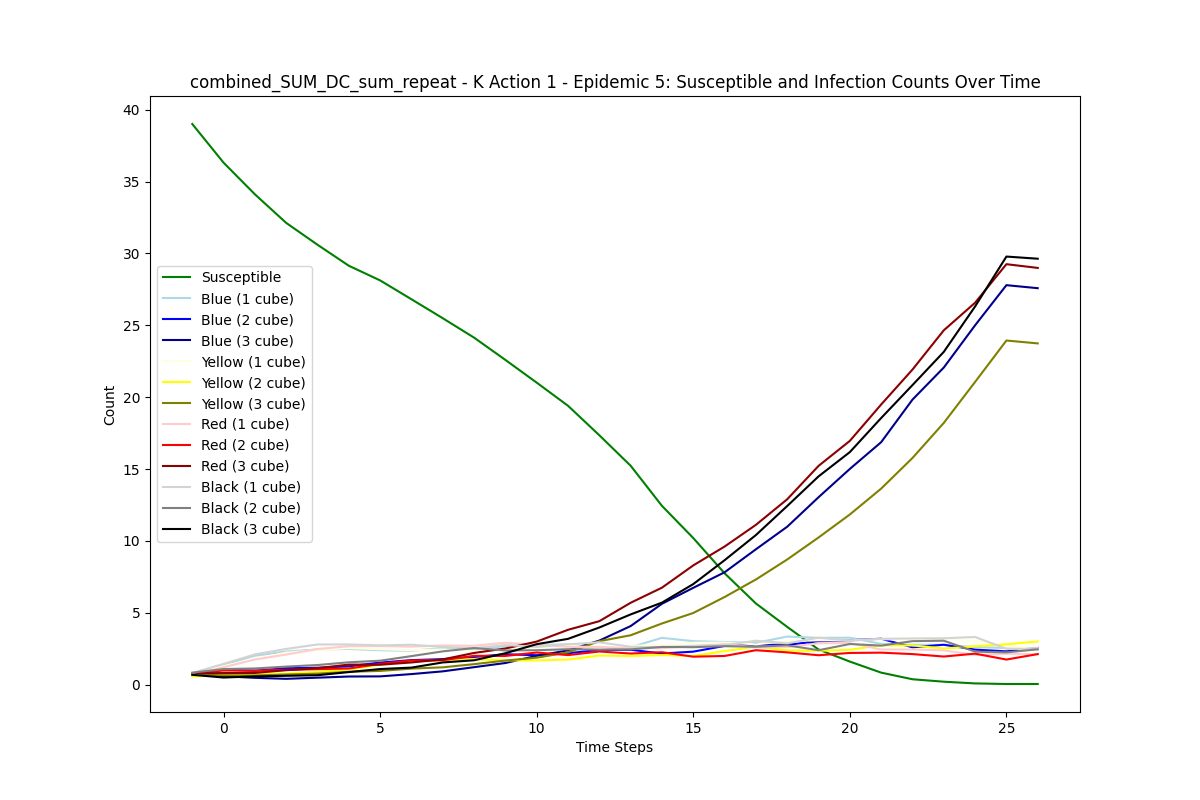 combined_SUM_DC_sum_repeat - K Action 1 - Epidemic 5: Susceptible and Infection Counts Over Time
40
35
30
25
20
15
10
5
0
Count
Susceptible
Blue (1 cube)
Blue (2 cube)
Blue (3 cube)
Yellow (1 cube)
Yellow (2 cube)
Yellow (3 cube)
Red (1 cube)
Red (2 cube)
Red (3 cube)
Black (1 cube)
Black (2 cube)
Black (3 cube)
0 5 10 15 20 25
Time Steps